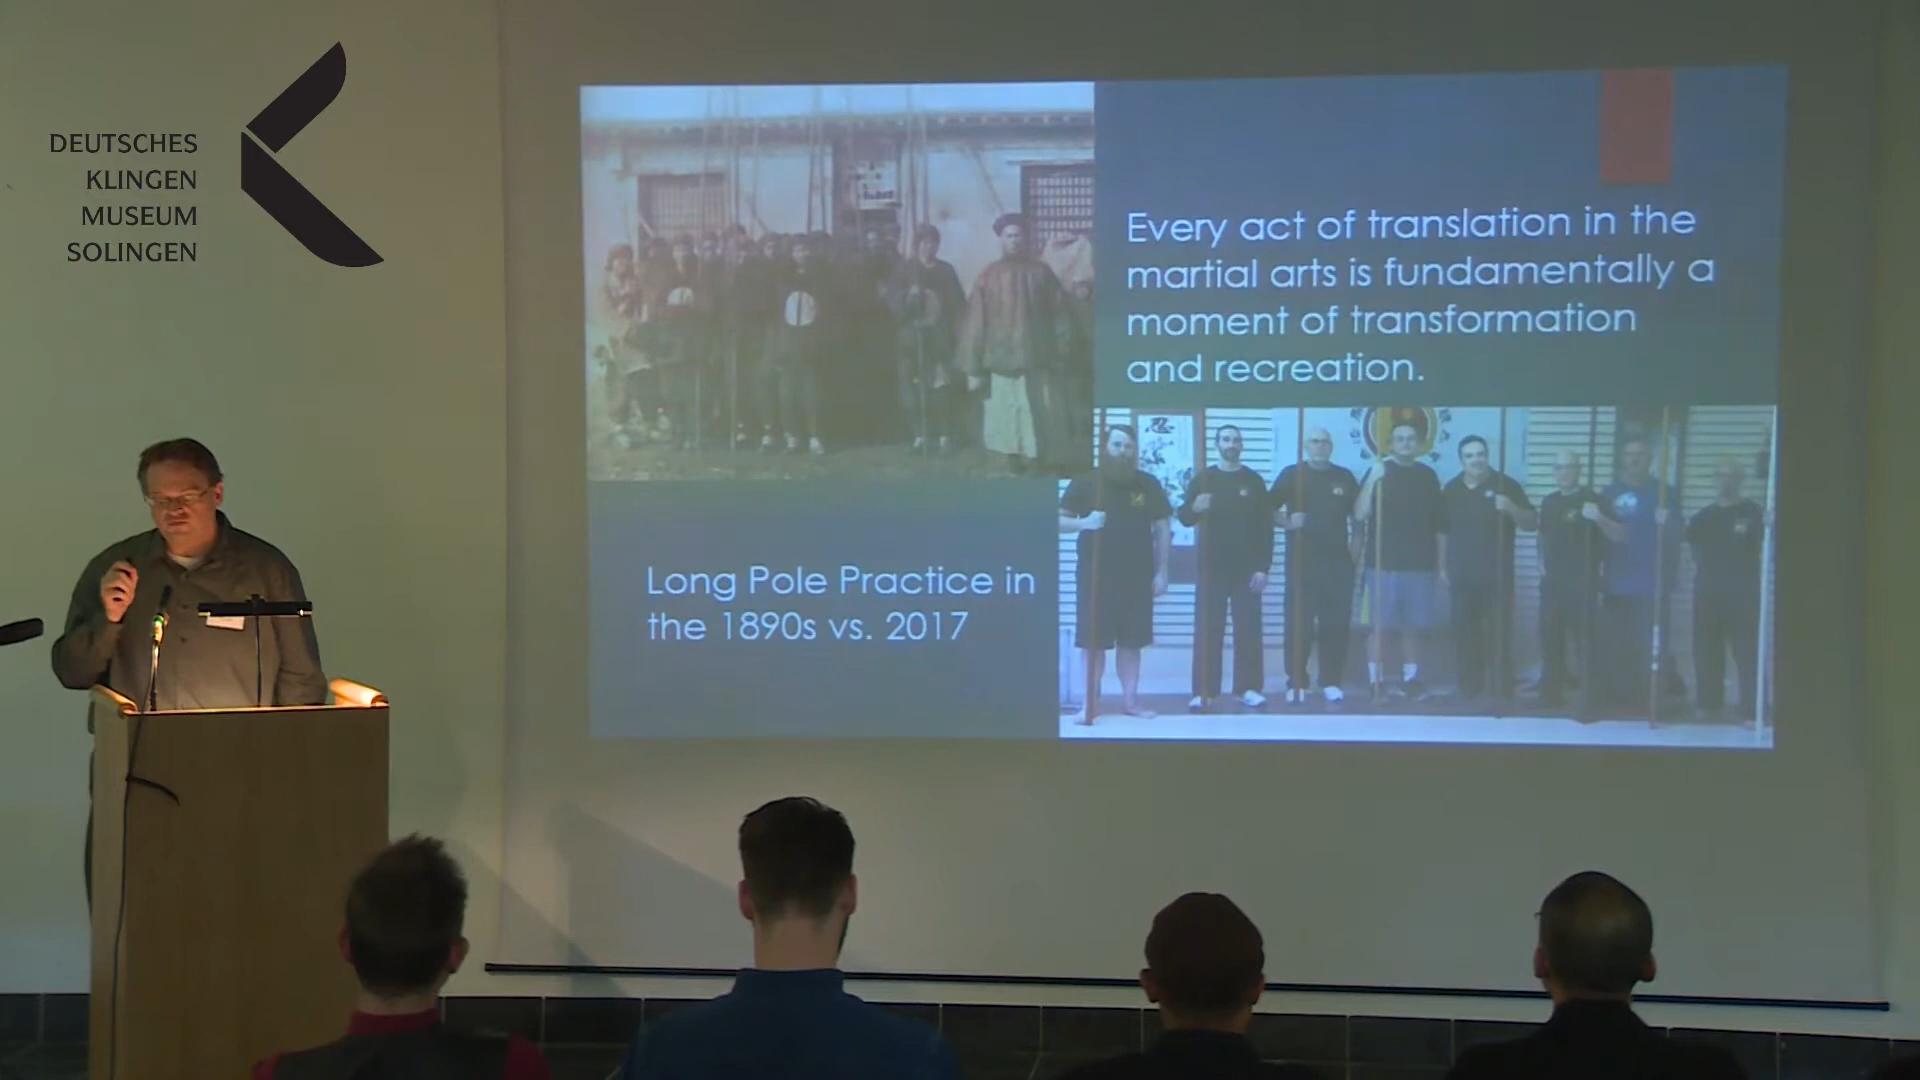 DEUTSCHES
KLINGEN
MUSEUM
SOLINGEN
Every act of translation in the
martial arts is fundamentally a
moment of transformation
and recreation.
Long Pole Practice in
the 1890s vs. 2017